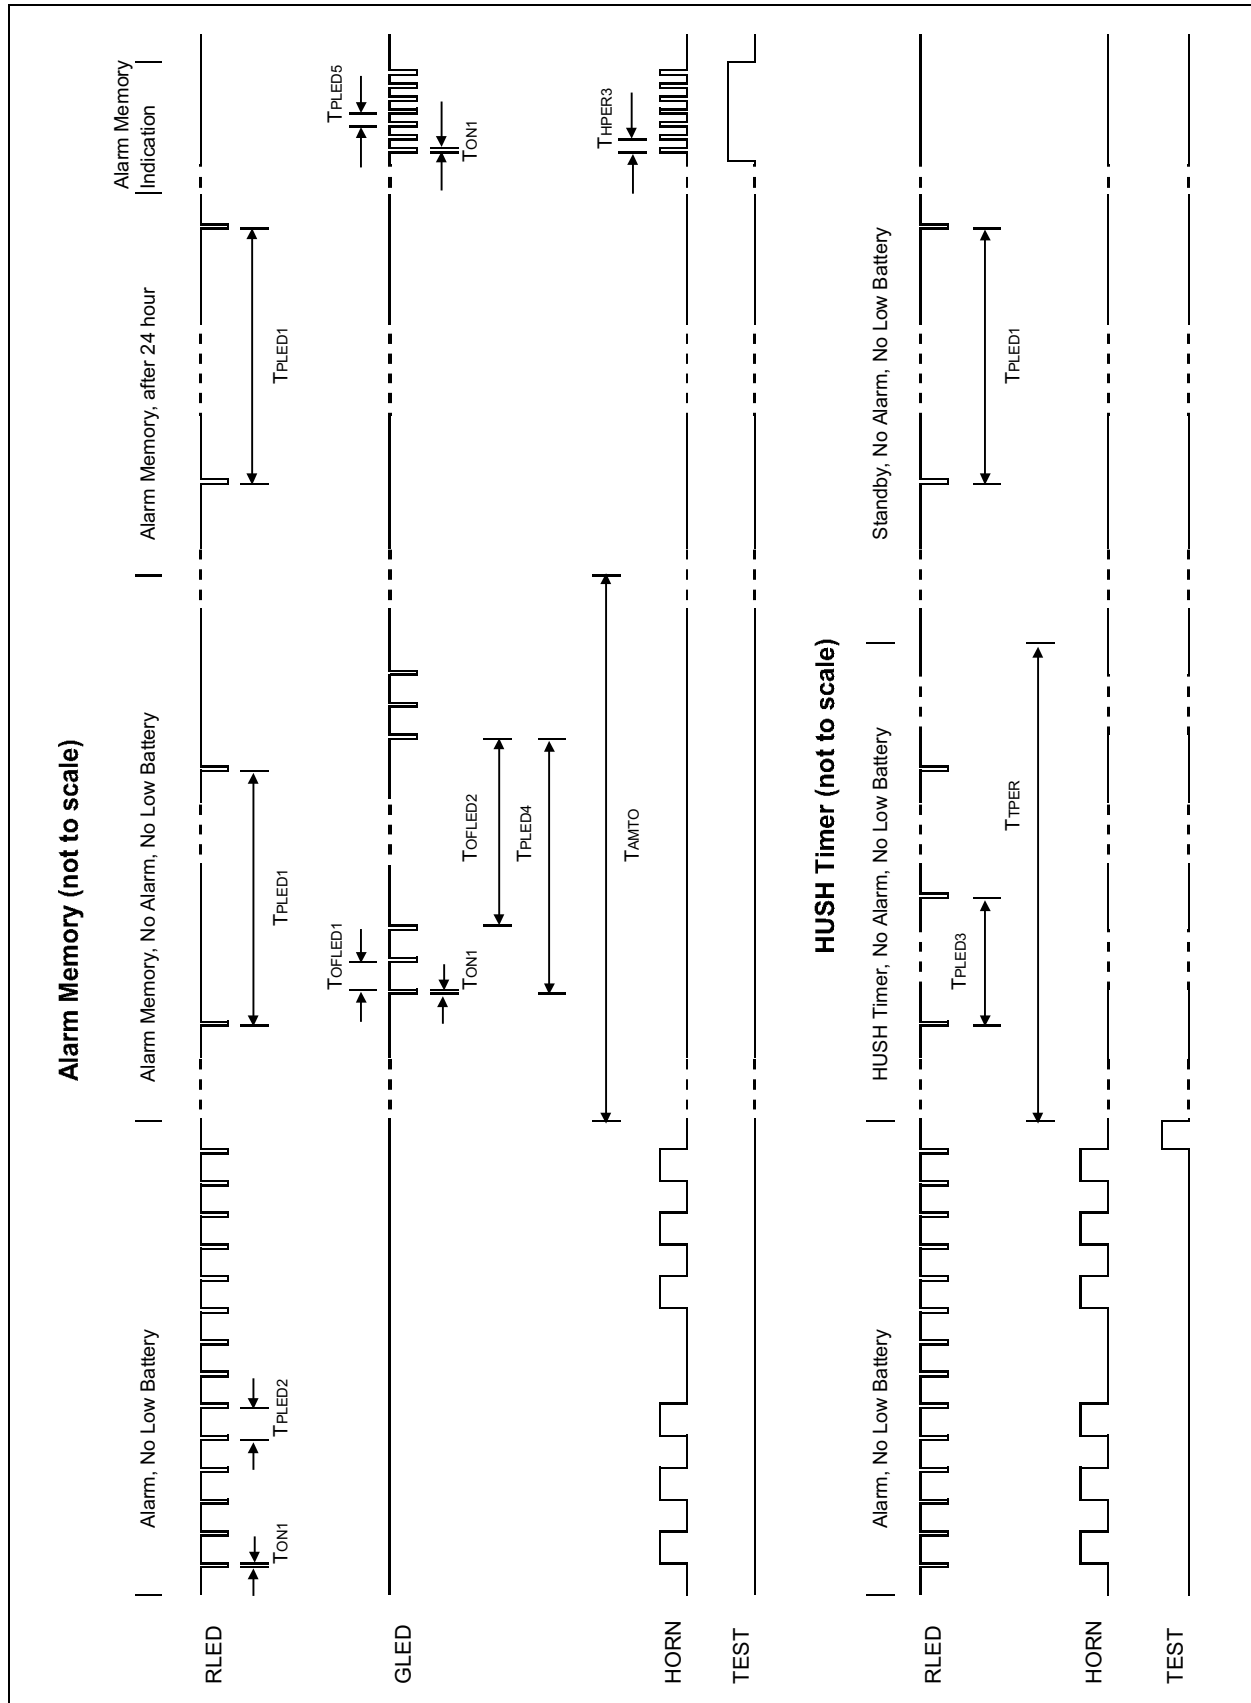 Alarm Memory (not to scale)
Alarm, No Low Battery
Alarm Memory, No Alarm, No Low Battery
Alarm Memory, after 24 hour
Alarm Memory
Indication
RLED
TON1
TPLED2
TPLED1
TPLED1
GLED
TOFLED1
TON1
TOFLED2
TPLED4
TPLED5
TON1
TAMTO
HORN
THPER3
TEST
HUSH Timer (not to scale)
Alarm, No Low Battery
HUSH Timer, No Alarm, No Low Battery
Standby, No Alarm, No Low Battery
RLED
TPLED3
TTPER
TPLED1
HORN
TEST